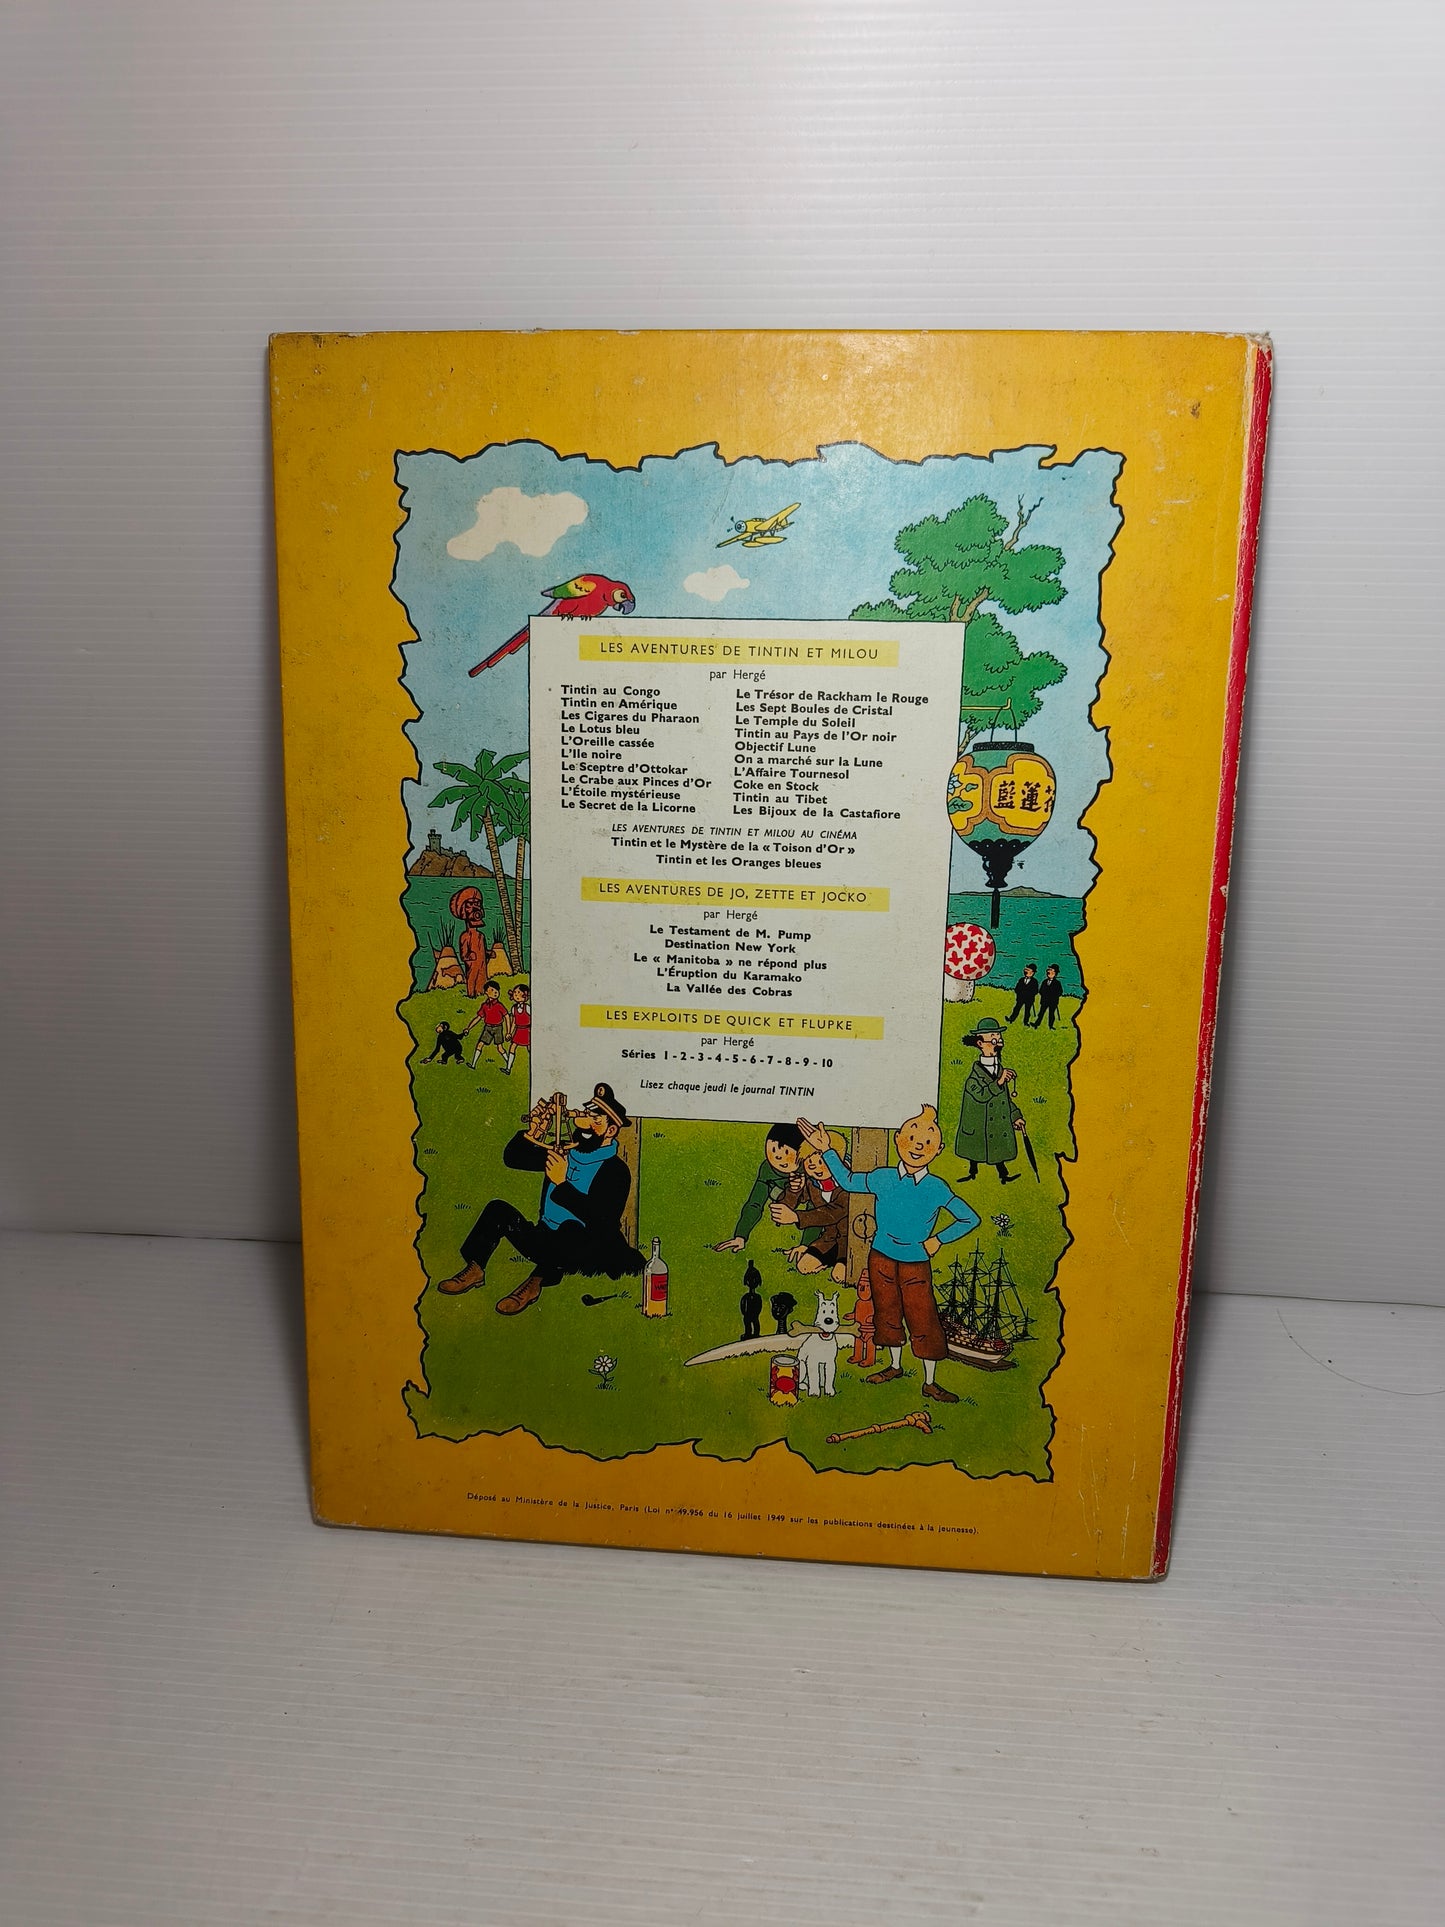 LES AVENTURES DE TINTIN ET MILOU
par Hergé
Tintin au Congo
Tintin en Amérique
Les Cigares du Pharaon
Le Lotus bleu
L'Oreille cassée
L'Ile noire
Le Sceptre d'Ottokar
Le Crabe aux Pinces d'Or
L'Étoile mystérieuse
Le Secret de la Licorne
Le Trésor de Rackham le Rouge
Les Sept Boules de Cristal
Le Temple du Soleil
Tintin au Pays de l'Or noir
Objectif Lune
On a marché sur la Lune
L'Affaire Tournesol
Coke en Stock
Tintin au Tibet
Les Bijoux de la Castafiore
藍蓮花
LES AVENTURES DE TINTIN ET MILOU AU CINÉMA
Tintin et le Mystère de la « Toison d'Or »
Tintin et les Oranges bleues
LES AVENTURES DE JO, ZETTE ET JOCKO
par Hergé
Le Testament de M. Pump
Destination New York
Le « Manitoba » ne répond plus
L'Éruption du Karamako
La Vallée des Cobras
LES EXPLOITS DE QUICK ET FLUPKE
par Hergé
Séries 1 - 2 - 3 - 4 - 5 - 6 - 7 - 8 - 9 - 10
Lisez chaque jeudi le journal TINTIN
Déposé au Ministère de la Justice, Paris (Loi n° 49.956 du 16 juillet 1949 sur les publications destinées à la jeunesse).